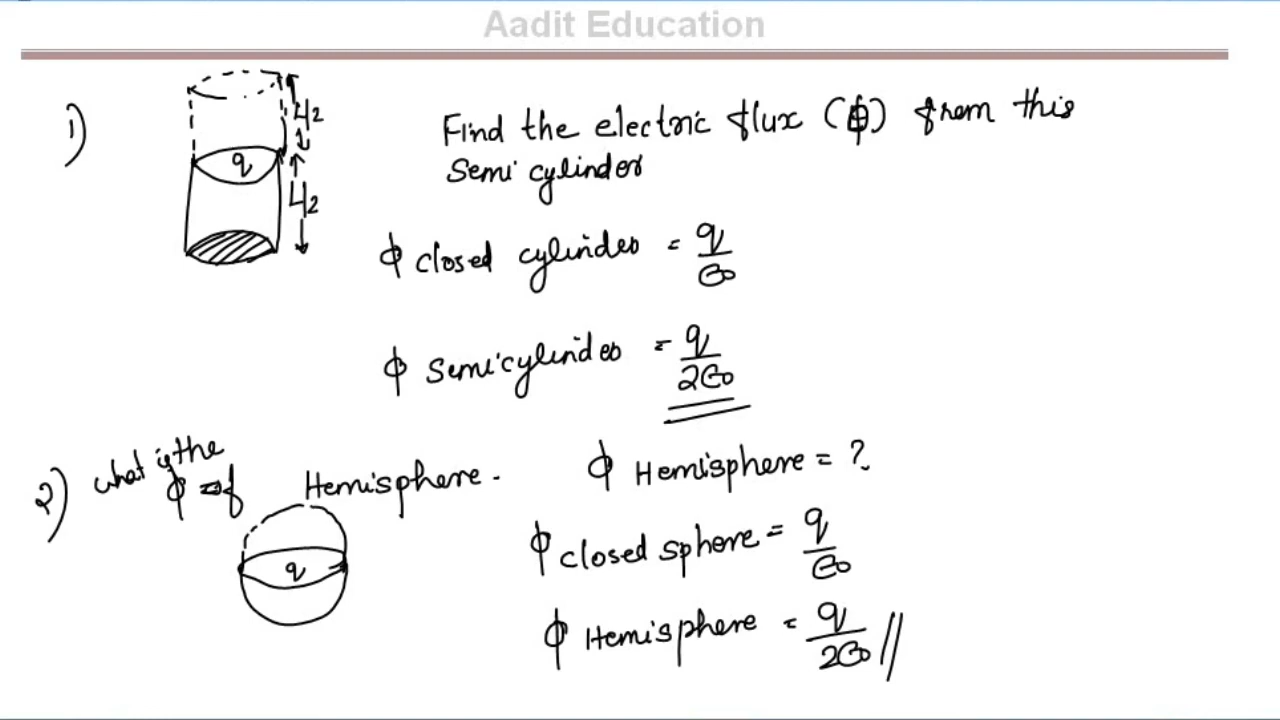 Aadit Education
1)
L/2
q
L/2
Find the electric flux (ϕ) from this
Semi cylinder
ϕ closed cylinder = q/ϵ0
ϕ semicylinder = q/2ϵ0
2) what is the
ϕ of Hemisphere.
q
ϕ Hemisphere = ?
ϕ closed sphere = q/ϵ0
ϕ Hemisphere = q/2ϵ0 //